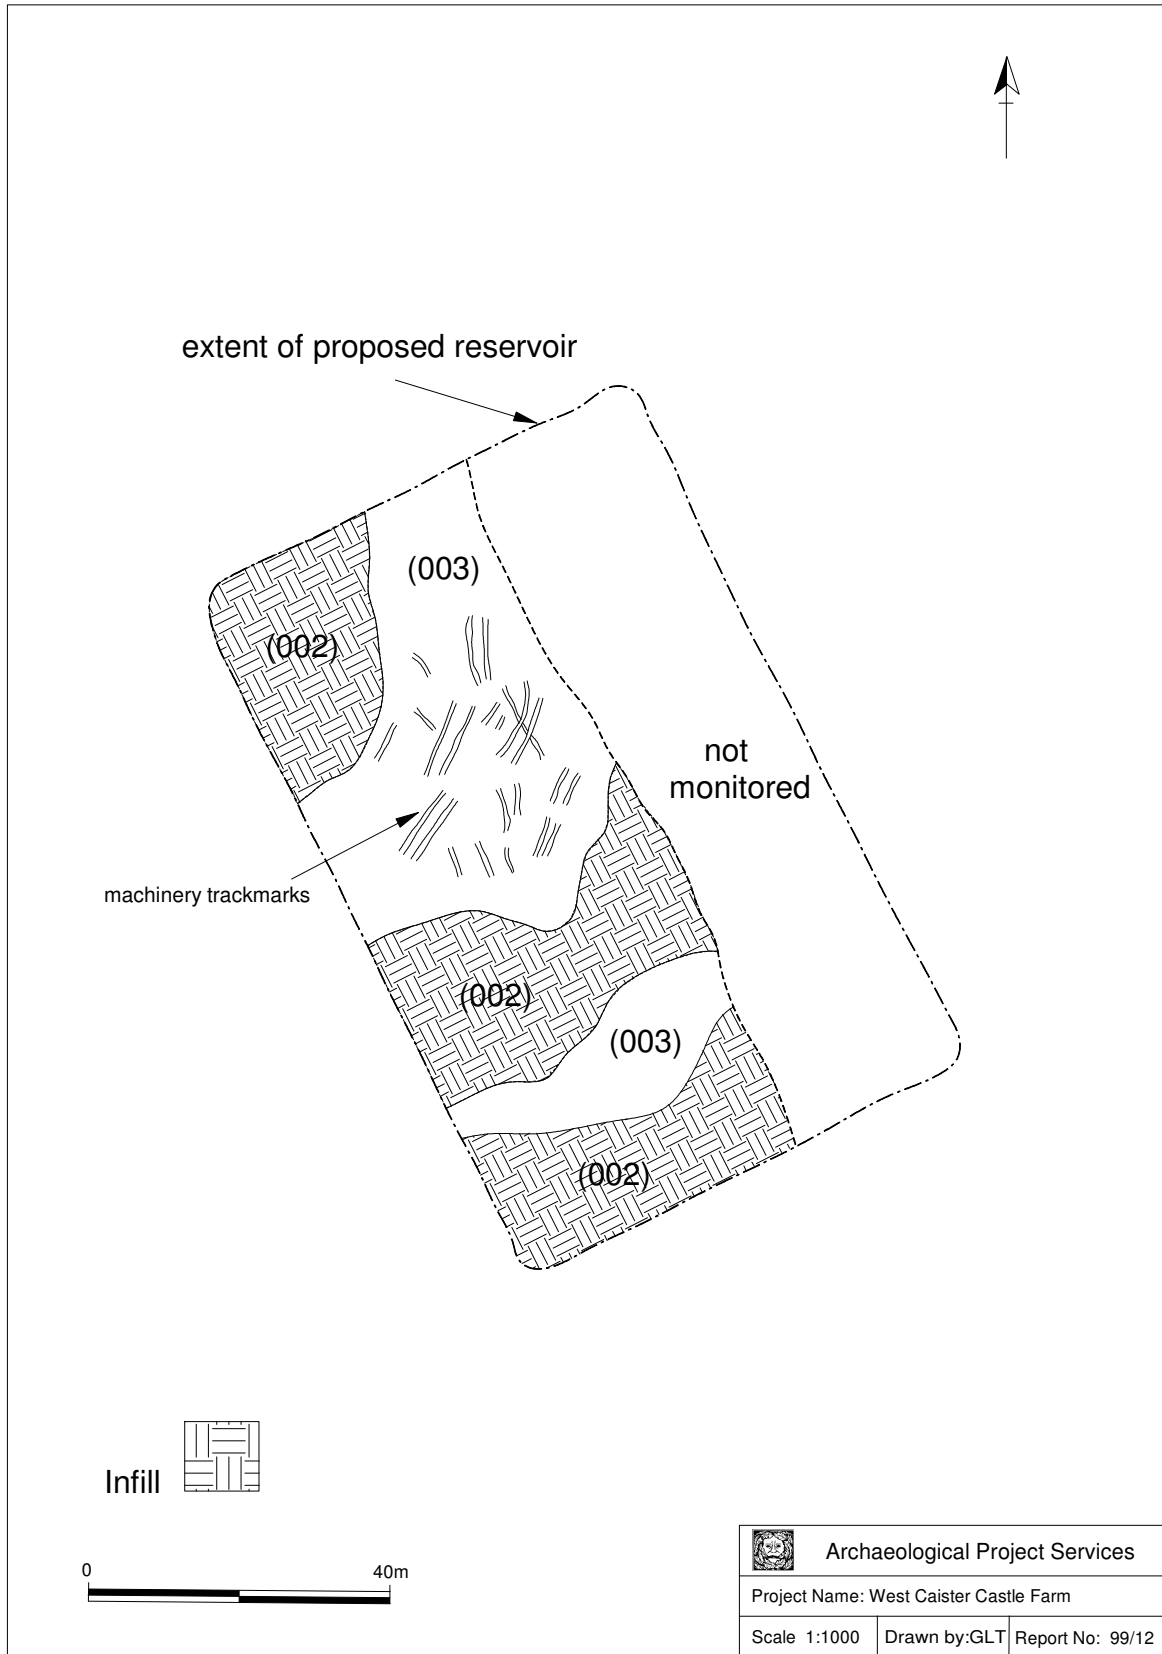 extent of proposed reservoir
(003)
(002)
not
monitored
machinery trackmarks
(002)
(003)
(002)
Infill
0 40m
Archaeological Project Services
Project Name: West Caister Castle Farm
Scale 1:1000 Drawn by:GLT Report No: 99/12